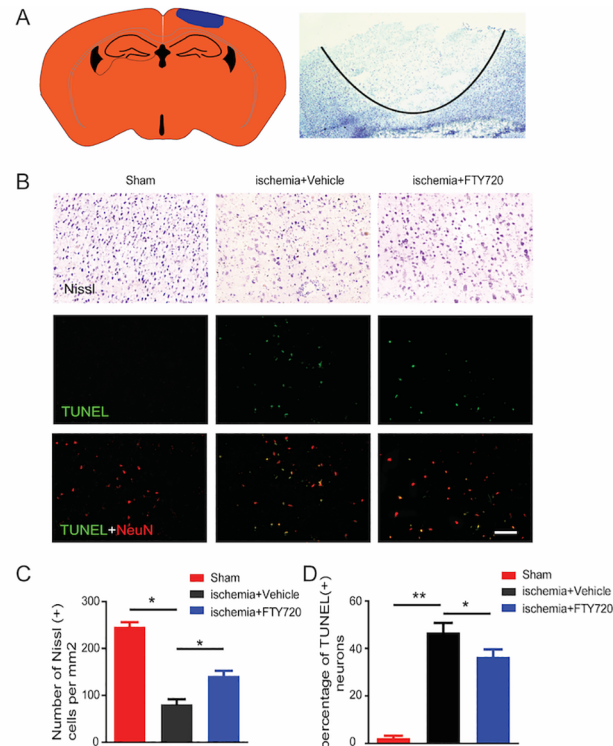 A
B
Sham
ischemia+Vehicle
ischemia+FTY720
Nissl
TUNEL
TUNEL+NeuN
C
Sham
ischemia+Vehicle
ischemia+FTY720
Number of Nissl (+)
cells per mm2
300
200
100
0
*
*
D
Sham
ischemia+Vehicle
ischemia+FTY720
percentage of TUNEL(+)
neurons
60
40
20
0
**
*